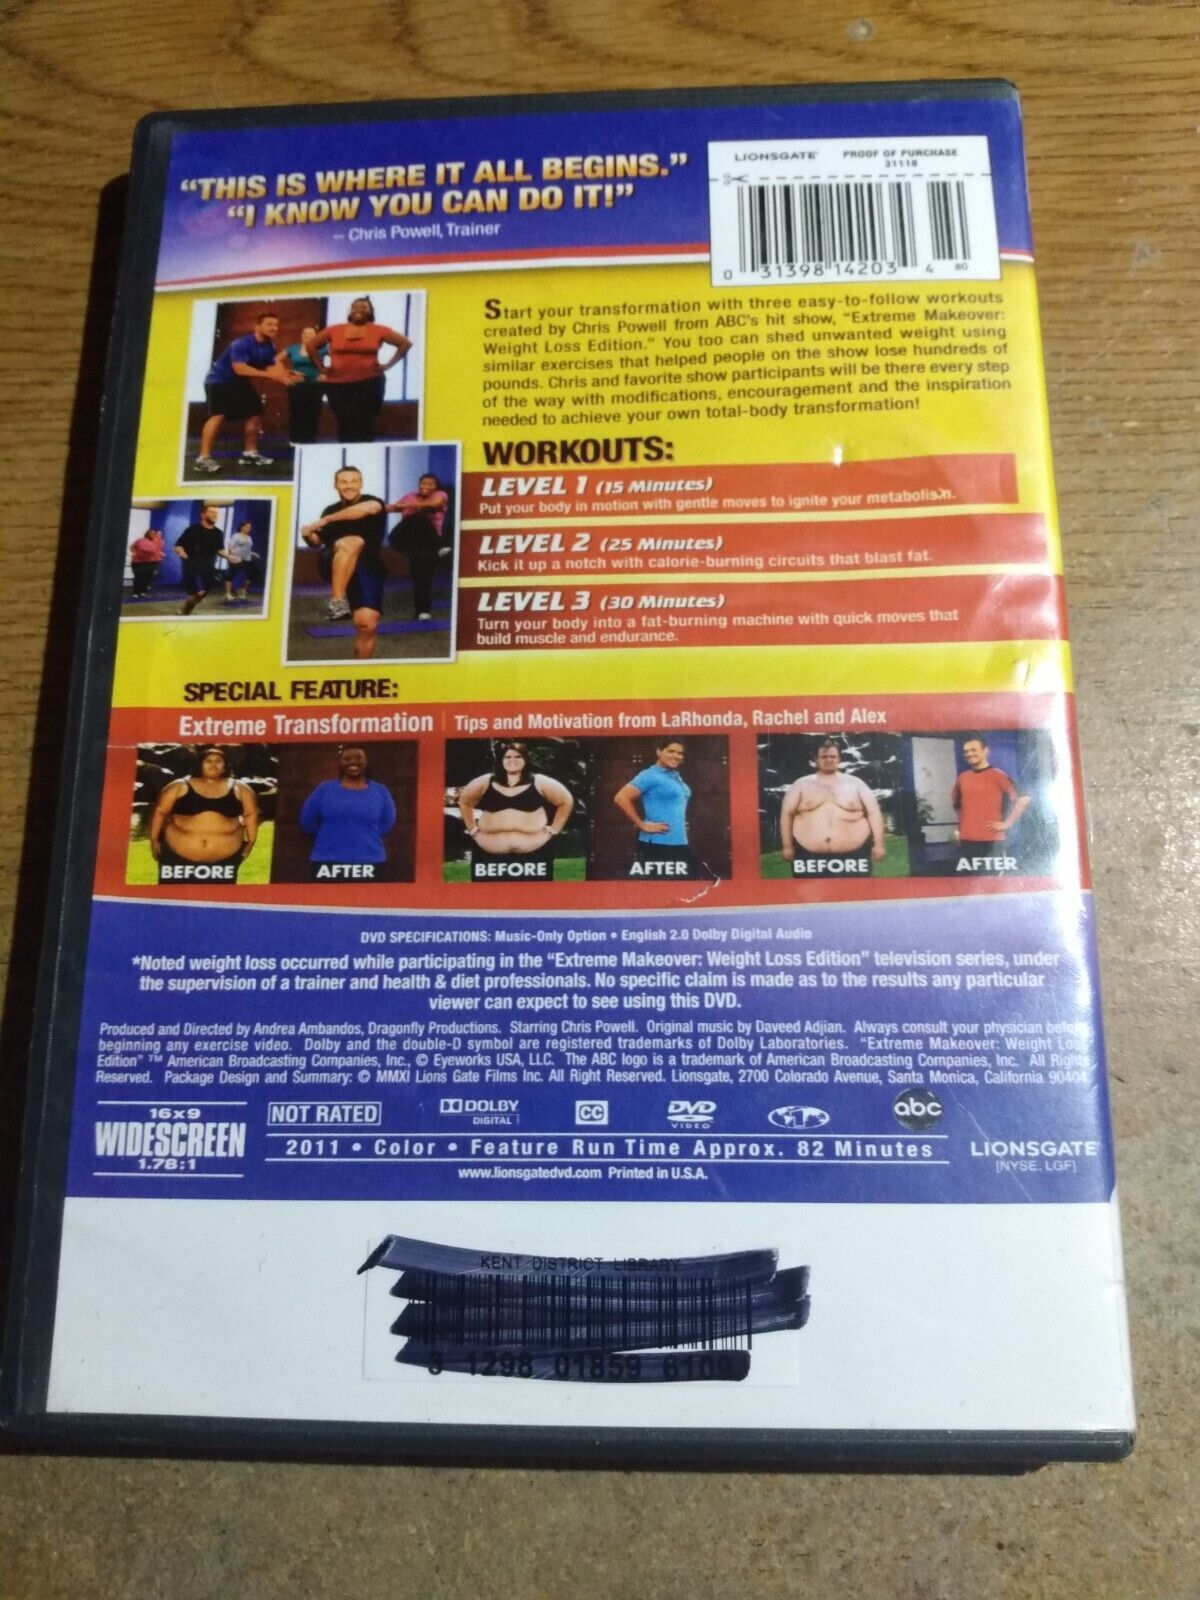 “THIS IS WHERE IT ALL BEGINS.”
“I KNOW YOU CAN DO IT!”
– Chris Powell, Trainer
LIONSGATE PROOF OF PURCHASE
31118
0 31398 14203 4 80
Start your transformation with three easy-to-follow workouts
created by Chris Powell from ABC's hit show, “Extreme Makeover:
Weight Loss Edition.” You too can shed unwanted weight using
similar exercises that helped people on the show lose hundreds of
pounds. Chris and favorite show participants will be there every step
of the way with modifications, encouragement and the inspiration
needed to achieve your own total-body transformation!
WORKOUTS:
LEVEL 1 (15 Minutes)
Put your body in motion with gentle moves to ignite your metabolism.
LEVEL 2 (25 Minutes)
Kick it up a notch with calorie-burning circuits that blast fat.
LEVEL 3 (30 Minutes)
Turn your body into a fat-burning machine with quick moves that
build muscle and endurance.
SPECIAL FEATURE:
Extreme Transformation | Tips and Motivation from LaRhonda, Rachel and Alex
BEFORE AFTER BEFORE AFTER BEFORE AFTER
DVD SPECIFICATIONS: Music-Only Option • English 2.0 Dolby Digital Audio
*Noted weight loss occurred while participating in the “Extreme Makeover: Weight Loss Edition” television series, under
the supervision of a trainer and health & diet professionals. No specific claim is made as to the results any particular
viewer can expect to see using this DVD.
Produced and Directed by Andrea Ambandos, Dragonfly Productions. Starring Chris Powell. Original music by Daveed Adjian. Always consult your physician before
beginning any exercise video. Dolby and the double-D symbol are registered trademarks of Dolby Laboratories. “Extreme Makeover: Weight Loss
Edition” ™ American Broadcasting Companies, Inc., © Eyeworks USA, LLC. The ABC logo is a trademark of American Broadcasting Companies, Inc. All Rights
Reserved. Package Design and Summary: © MMXI Lions Gate Films Inc. All Right Reserved. Lionsgate, 2700 Colorado Avenue, Santa Monica, California 90404.
16x9
WIDESCREEN
1.78:1
NOT RATED DOLBY DIGITAL CC DVD VIDEO 1 abc
2011 • Color • Feature Run Time Approx. 82 Minutes
www.lionsgatedvd.com Printed in U.S.A.
LIONSGATE
[NYSE. LGF]
KENT DISTRICT LIBRARY
3 1298 01859 6109